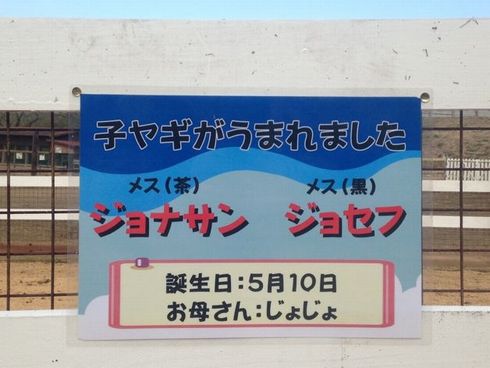 子ヤギがうまれました
メス(茶) メス(黒)
ジョナサン ジョセフ
誕生日:5月10日
お母さん:じょじょ